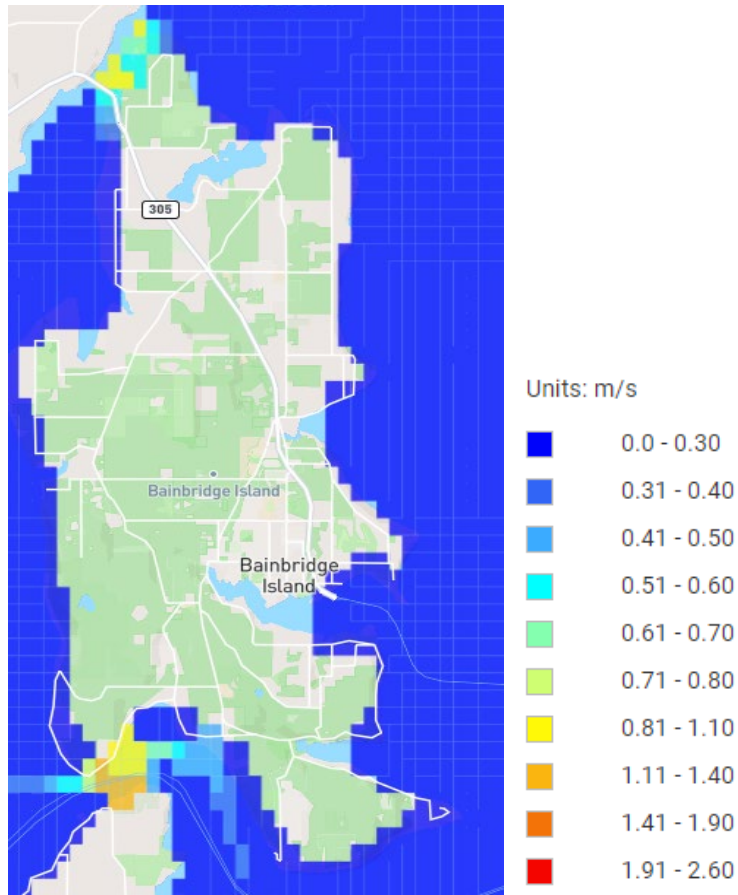 305
Bainbridge Island
Bainbridge
Island
Units: m/s
0.0 - 0.30
0.31 - 0.40
0.41 - 0.50
0.51 - 0.60
0.61 - 0.70
0.71 - 0.80
0.81 - 1.10
1.11 - 1.40
1.41 - 1.90
1.91 - 2.60